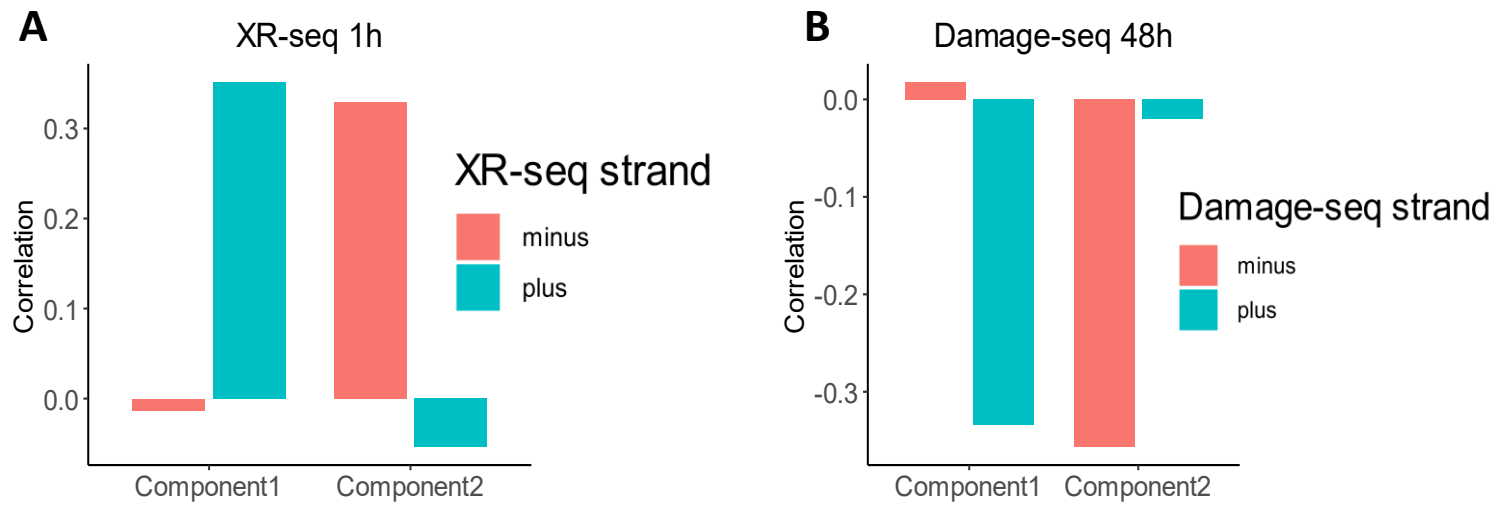 A
XR-seq 1h
Correlation
0.3
0.2
0.1
0.0
Component1
Component2
XR-seq strand
minus
plus
B
Damage-seq 48h
Correlation
0.0
-0.1
-0.2
-0.3
Component1
Component2
Damage-seq strand
minus
plus